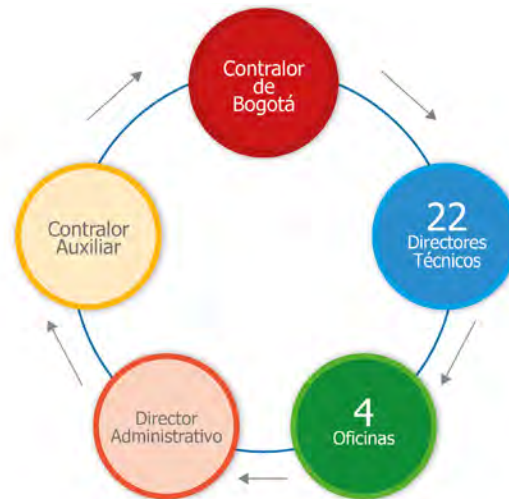 Contralor
de
Bogotá
22
Directores
Técnicos
4
Oficinas
Director
Administrativo
Contralor
Auxiliar